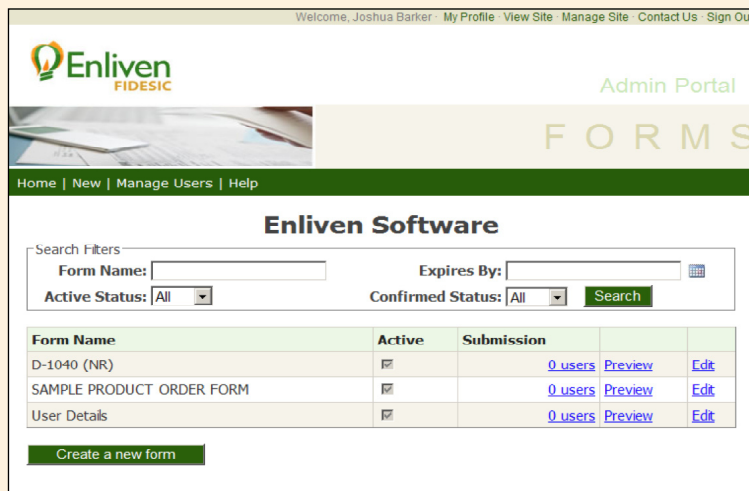 Welcome, Joshua Barker · My Profile · View Site · Manage Site · Contact Us · Sign Ou
Enliven
FIDESIC
Admin Portal
FORMS
Home | New | Manage Users | Help
Enliven Software
Search Filters
Form Name: Expires By:
Active Status: All Confirmed Status: All Search
Form Name Active Submission
D-1040 (NR) 0 users Preview Edit
SAMPLE PRODUCT ORDER FORM 0 users Preview Edit
User Details 0 users Preview Edit
Create a new form